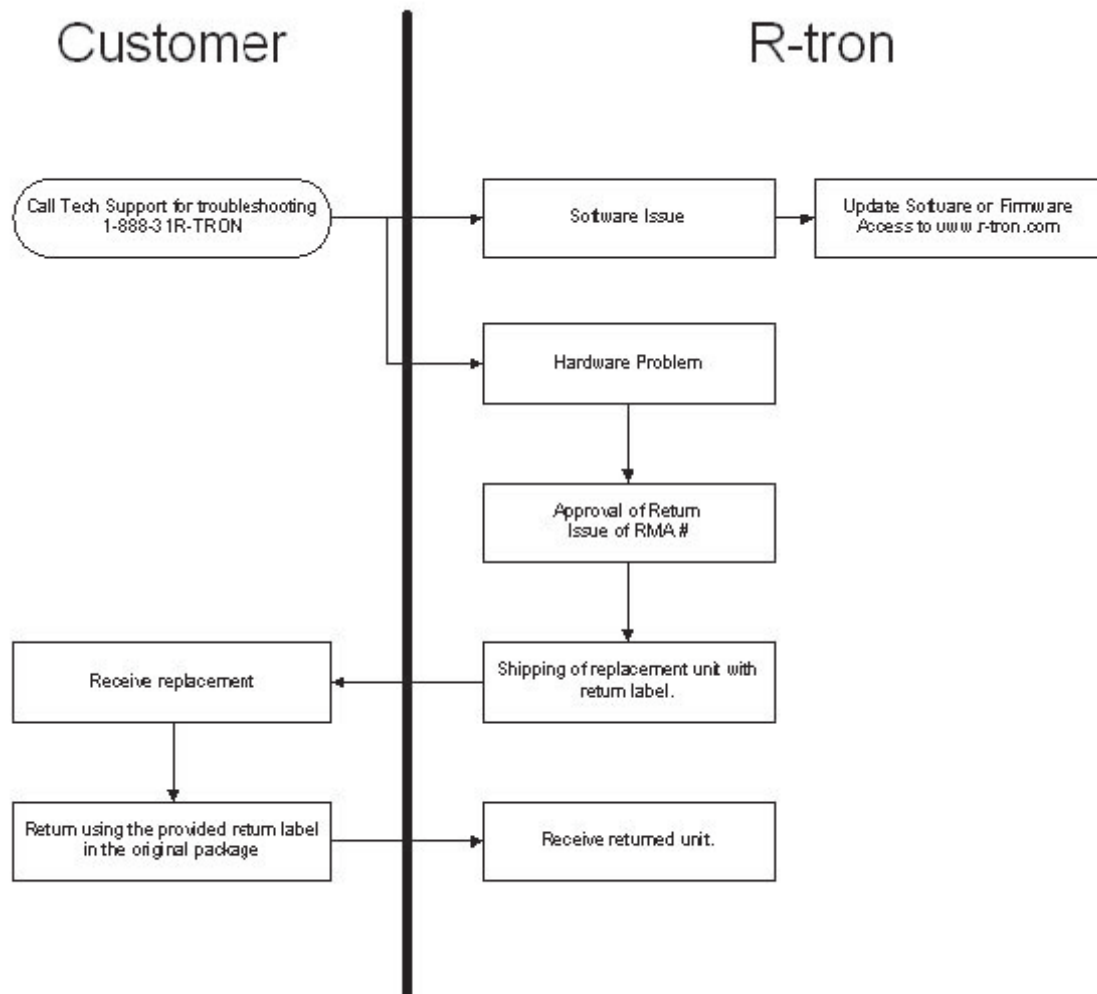 Customer
R-tron
Call Tech Support for troubleshooting
1-888-31R-TRON
Software Issue
Update Software or Firmware
Access to www.r-tron.com
Hardware Problem
Approval of Return
Issue of RMA #
Receive replacement
Shipping of replacement unit with
return label.
Return using the provided return label
in the original package
Receive returned unit.